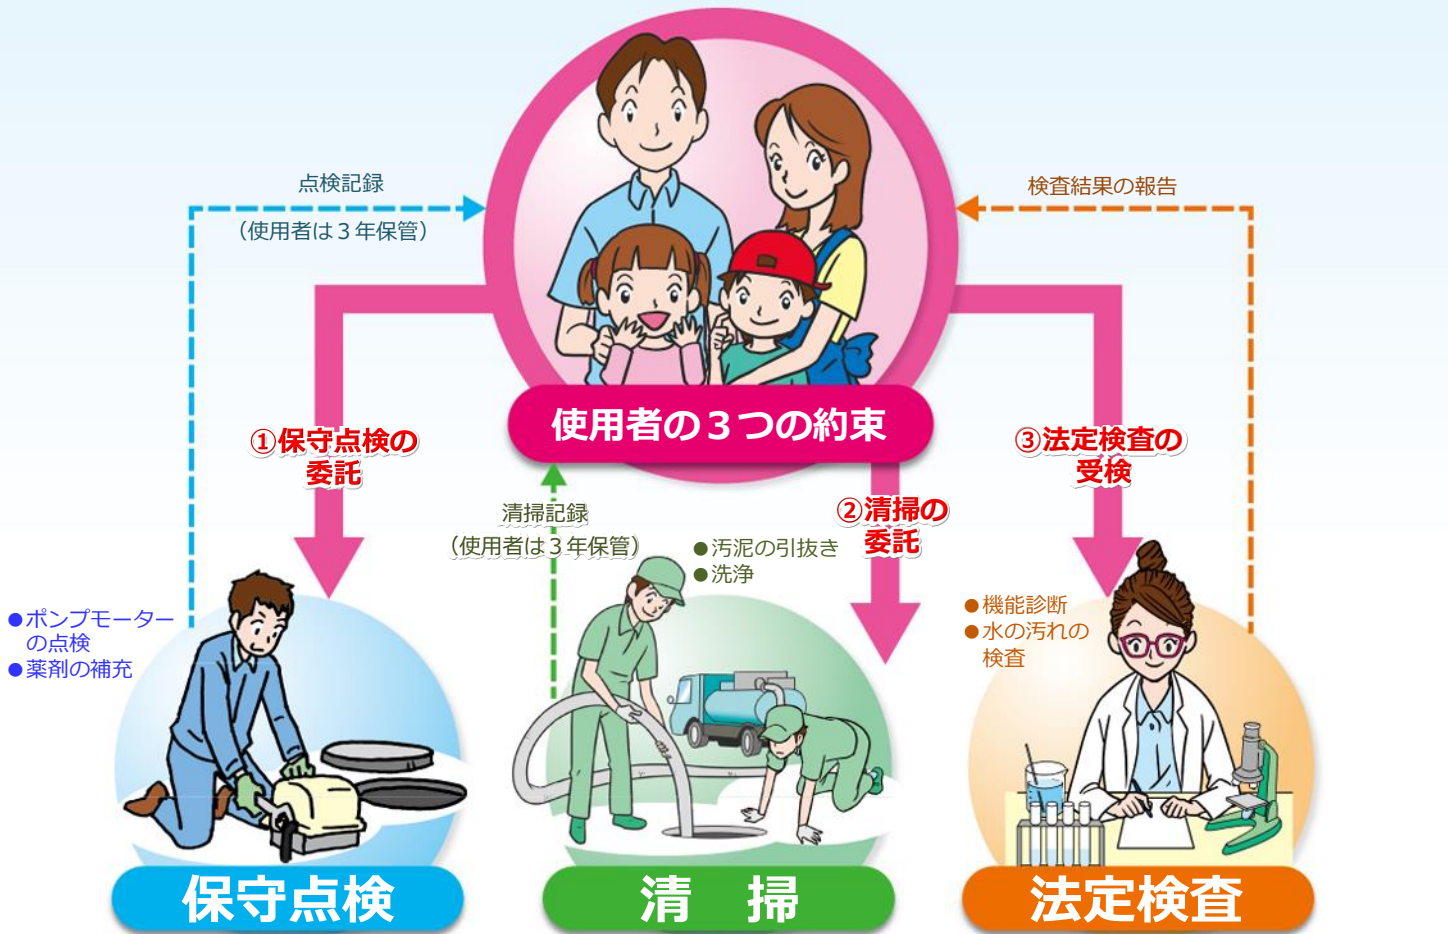 点検記録
（使用者は３年保管）
検査結果の報告
使用者の３つの約束
①保守点検の
委託
③法定検査の
受検
清掃記録
（使用者は３年保管）
②清掃の
委託
●汚泥の引抜き
●洗浄
●ポンプモーター
の点検
●薬剤の補充
●機能診断
●水の汚れの
検査
保守点検
清　掃
法定検査